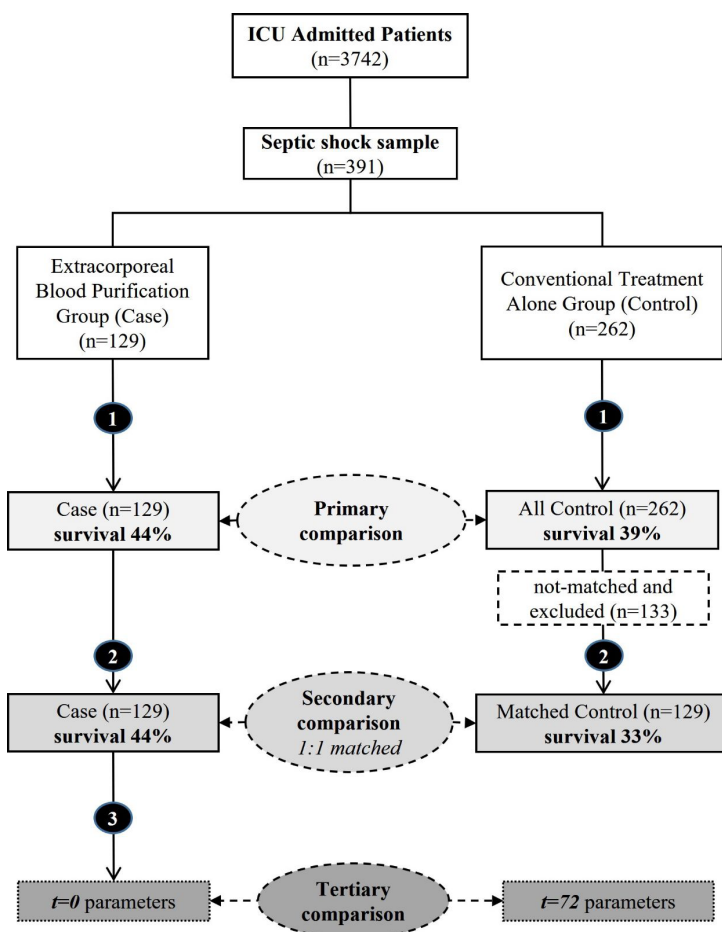 ICU Admitted Patients
(n=3742)
Septic shock sample
(n=391)
Extracorporeal
Blood Purification
Group (Case)
(n=129)
Conventional Treatment
Alone Group (Control)
(n=262)
1
1
Case (n=129)
survival 44%
Primary
comparison
All Control (n=262)
survival 39%
not-matched and
excluded (n=133)
2
2
Case (n=129)
survival 44%
Secondary
comparison
1:1 matched
Matched Control (n=129)
survival 33%
3
t=0 parameters
Tertiary
comparison
t=72 parameters